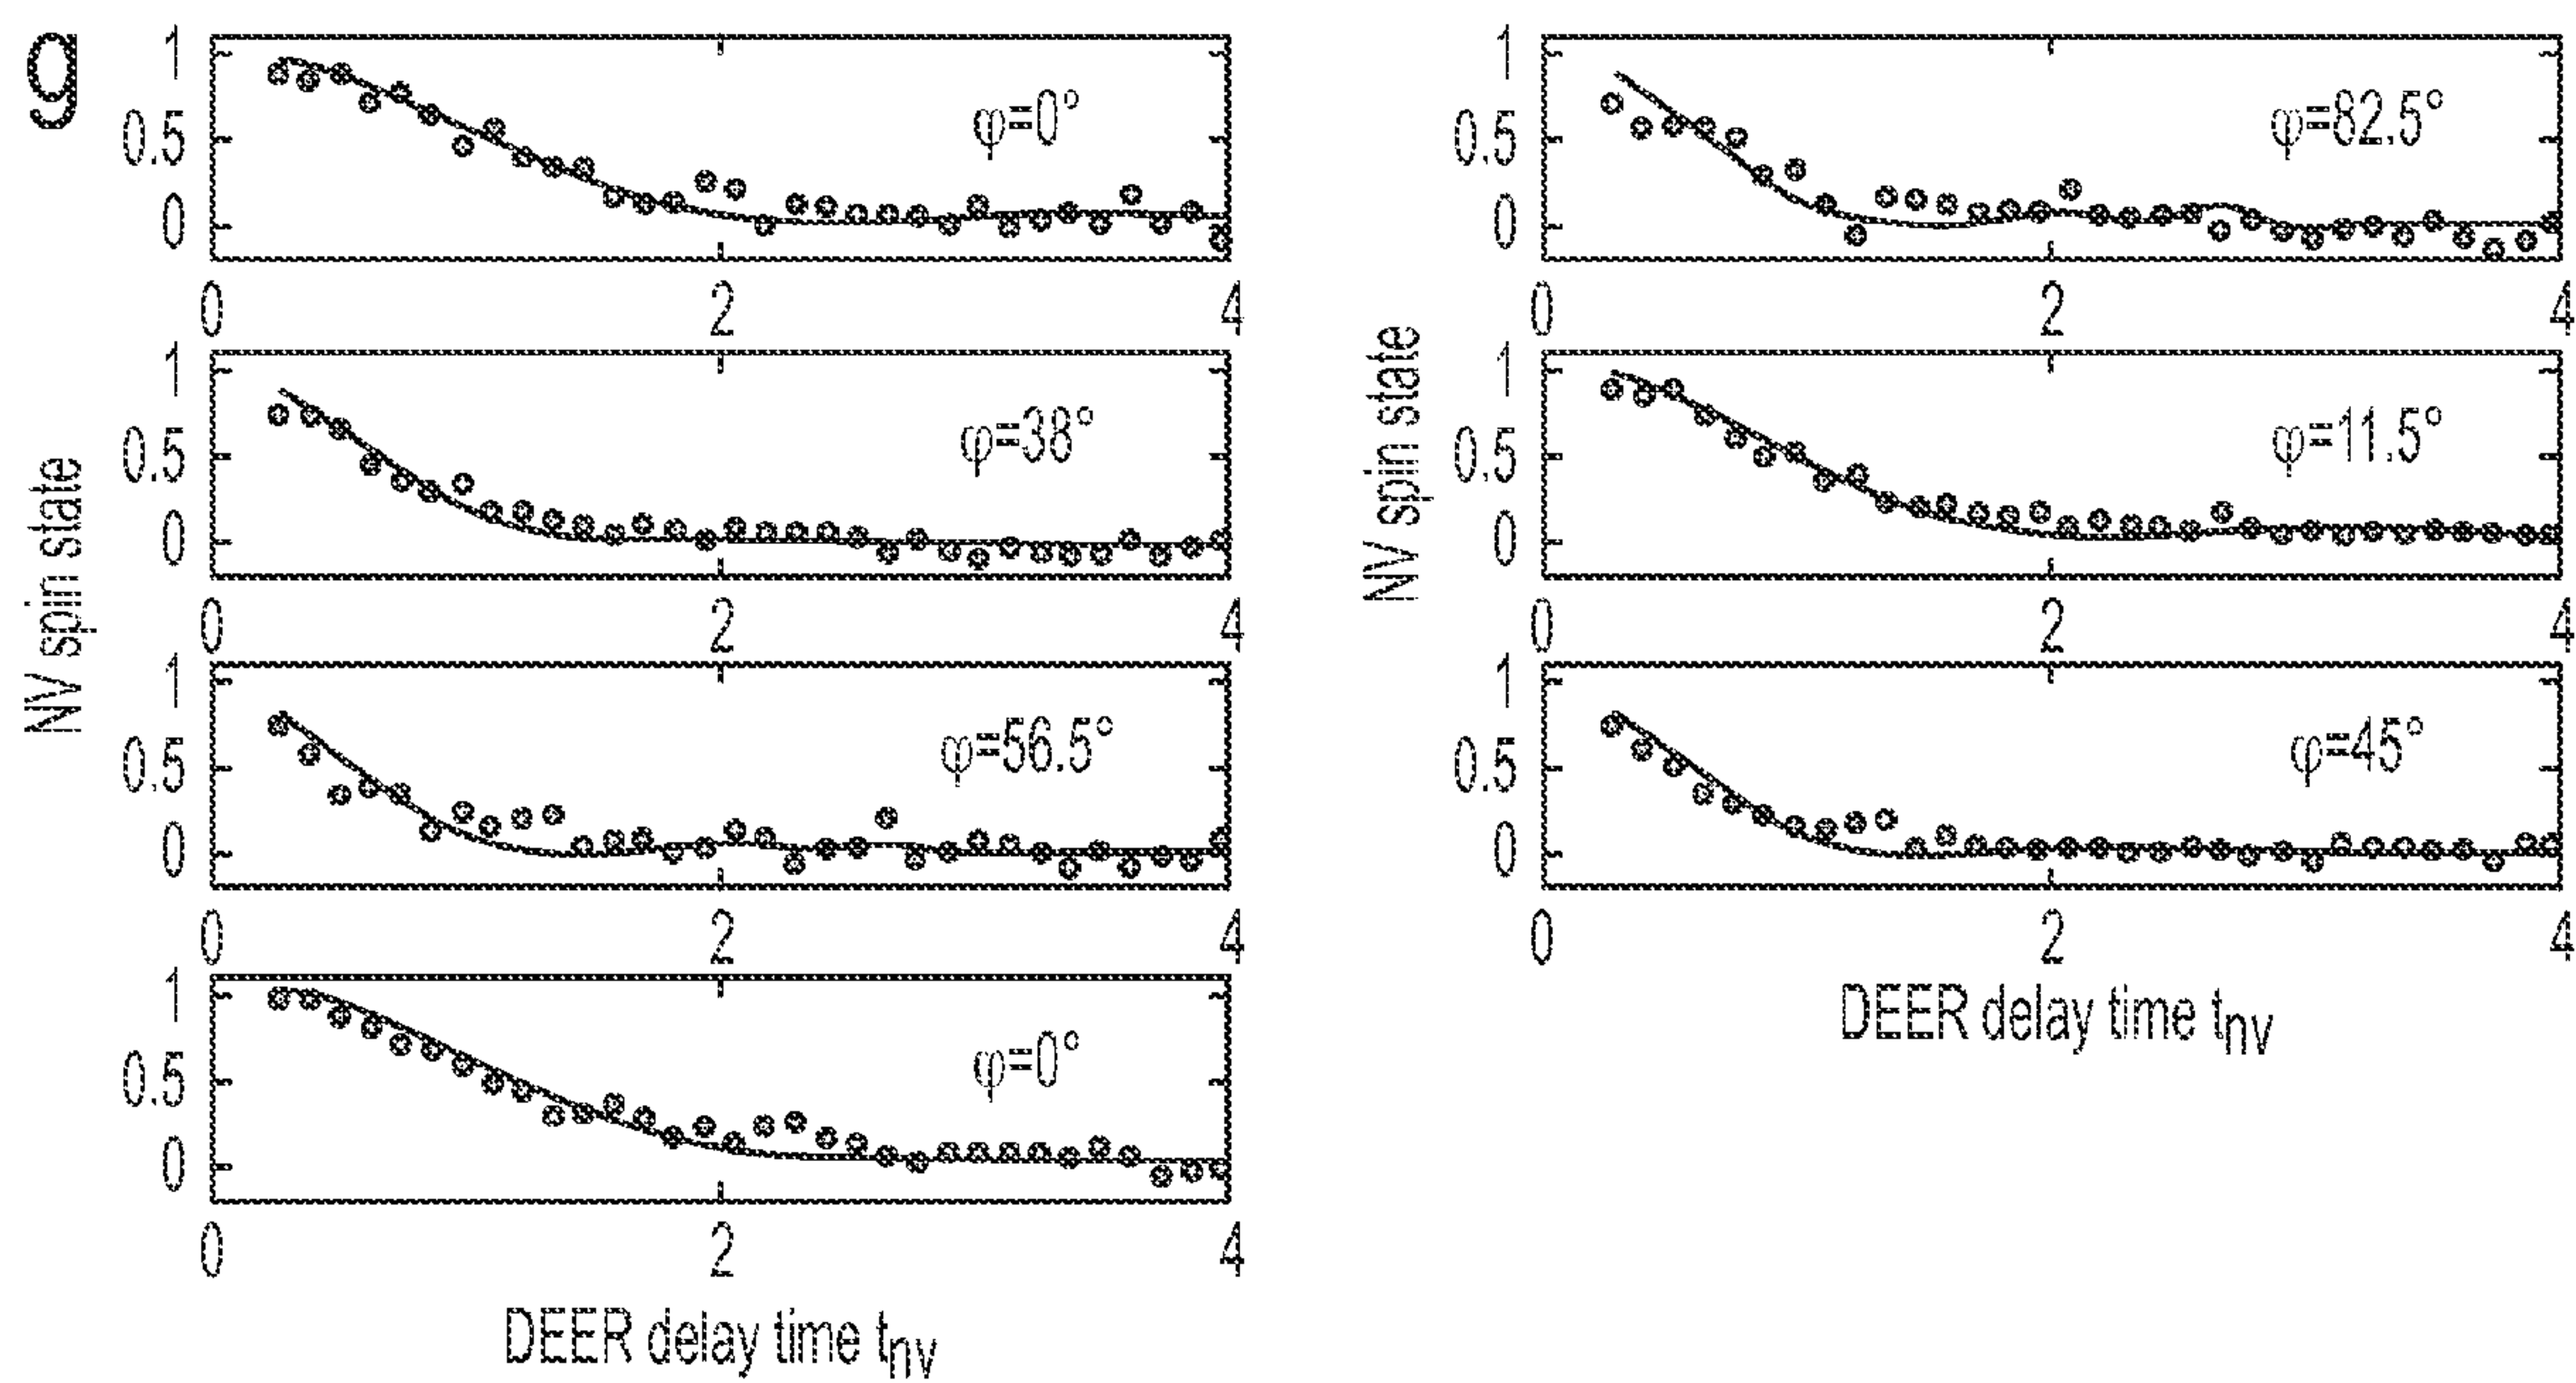 g
1
0.5
0
φ=0°
0 2 4
1
0.5
0
φ=38°
0 2 4
1
0.5
0
φ=56.5°
0 2 4
1
0.5
0
φ=0°
0 2 4
NV spin state
DEER delay time tnv
1
0.5
0
φ=82.5°
0 2 4
1
0.5
0
φ=11.5°
0 2 4
1
0.5
0
φ=45°
0 2 4
NV spin state
DEER delay time tnv